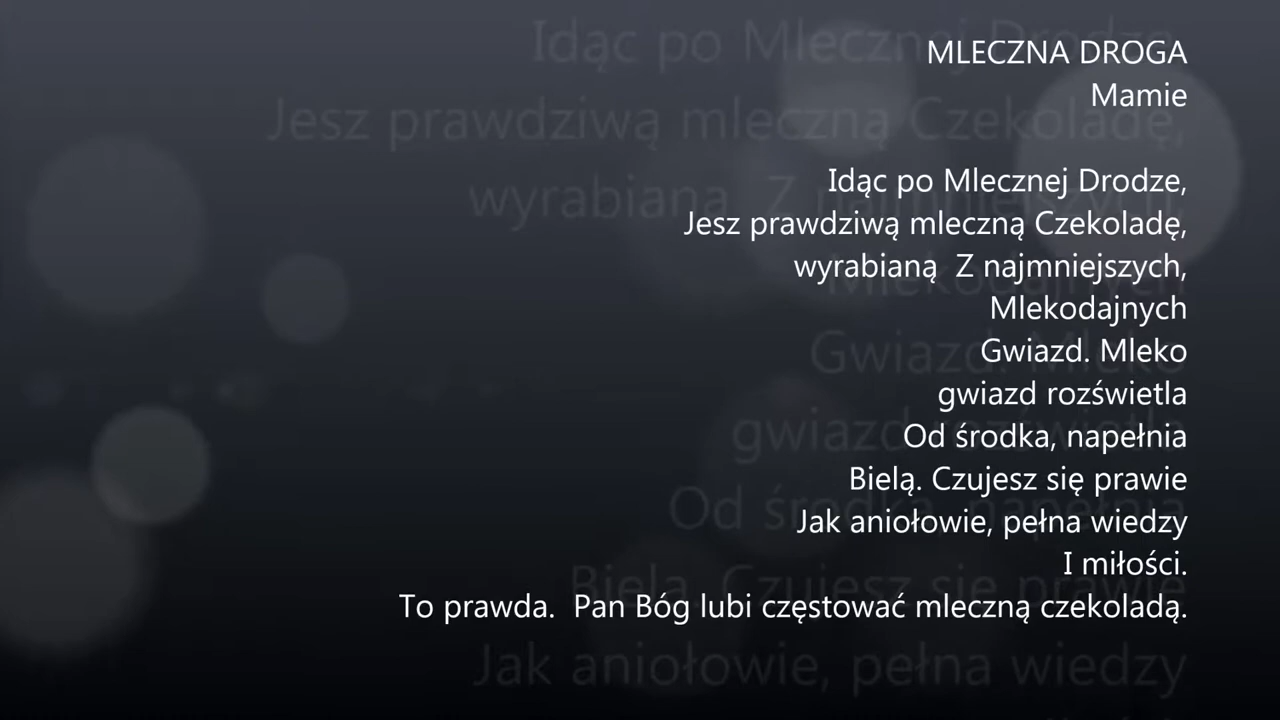 MLECZNA DROGA
Mamie
Idąc po Mlecznej Drodze,
Jesz prawdziwą mleczną Czekoladę,
wyrabianą  Z najmniejszych,
Mlekodajnych
Gwiazd. Mleko
gwiazd rozświetla
Od środka, napełnia
Bielą. Czujesz się prawie
Jak aniołowie, pełna wiedzy
I miłości.
To prawda.  Pan Bóg lubi częstować mleczną czekoladą.